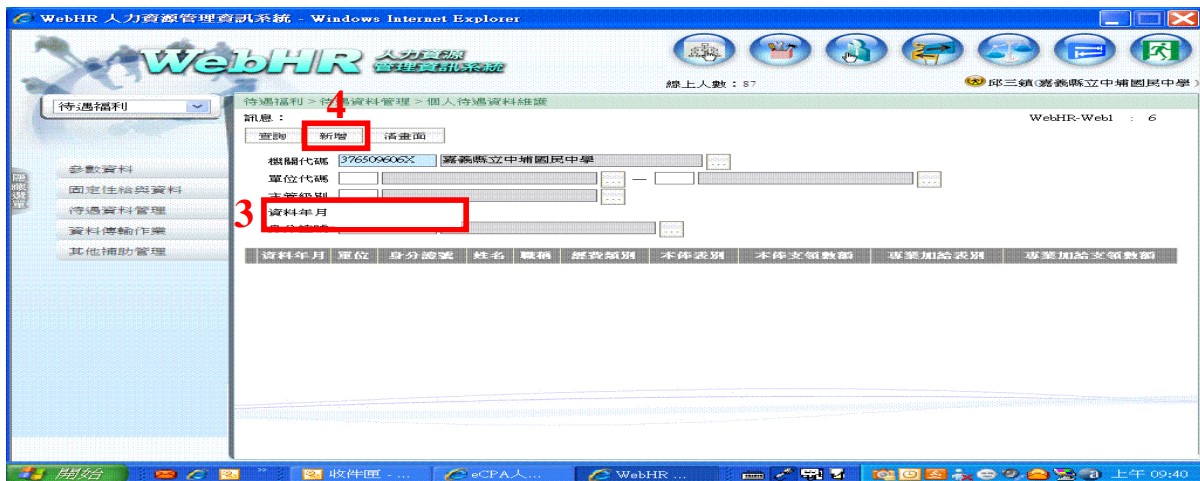 WebHR 人力資源管理資訊系統 - Windows Internet Explorer
WebHR 人力資源管理資訊系統
線上人數：87
邱三鎮(嘉義縣立中埔國民中學)
待遇福利
待遇福利 > 待遇資料管理 > 個人待遇資料維護
訊息：
WebHR-Web1 : 6
4
查詢 新增 清畫面
機關代碼 376509606X 嘉義縣立中埔國民中學
單位代碼 —
主管級別
3
資料年月
隱藏選單
參數資料
固定性給與資料
待遇資料管理
資料傳輸作業
其他補助管理
資料年月 單位 身分證號 姓名 職稱 經費類別 本俸表別 本俸支領數額 專業加給表別 專業加給支領數額
開始 收件匣 - ... eCPA人... WebHR ... 上午 09:40